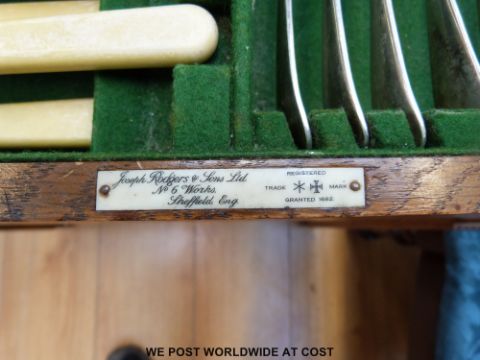 Joseph Rodgers & Sons Ltd.
No 6 Works.
Sheffield, Eng.
REGISTERED
TRADE MARK
GRANTED 1682
WE POST WORLDWIDE AT COST